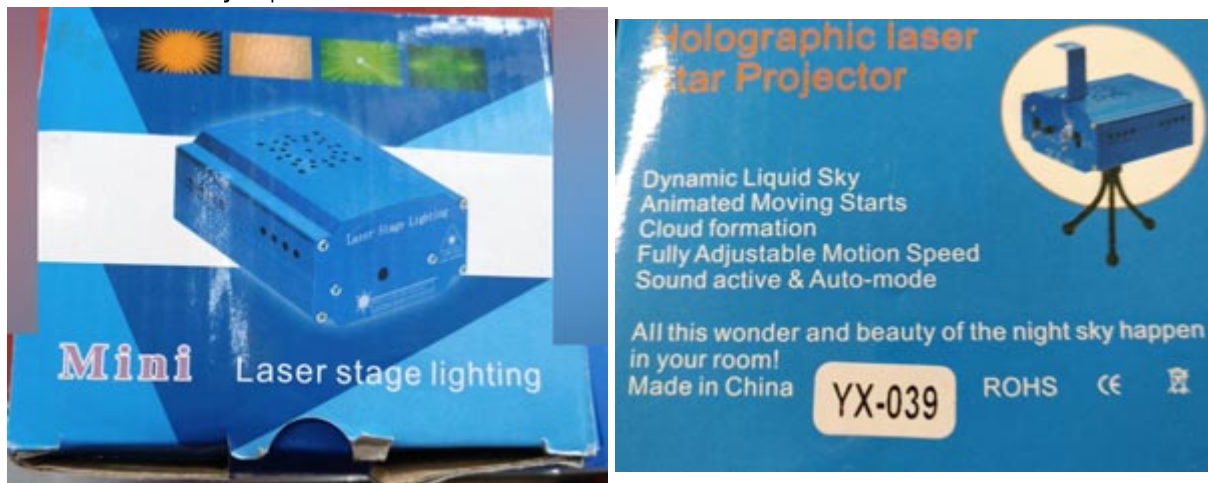 Laser Stage Lighting
Mini Laser stage lighting
Holographic laser
Star Projector
Dynamic Liquid Sky
Animated Moving Starts
Cloud formation
Fully Adjustable Motion Speed
Sound active & Auto-mode
All this wonder and beauty of the night sky happen
in your room!
Made in China YX-039 ROHS CE